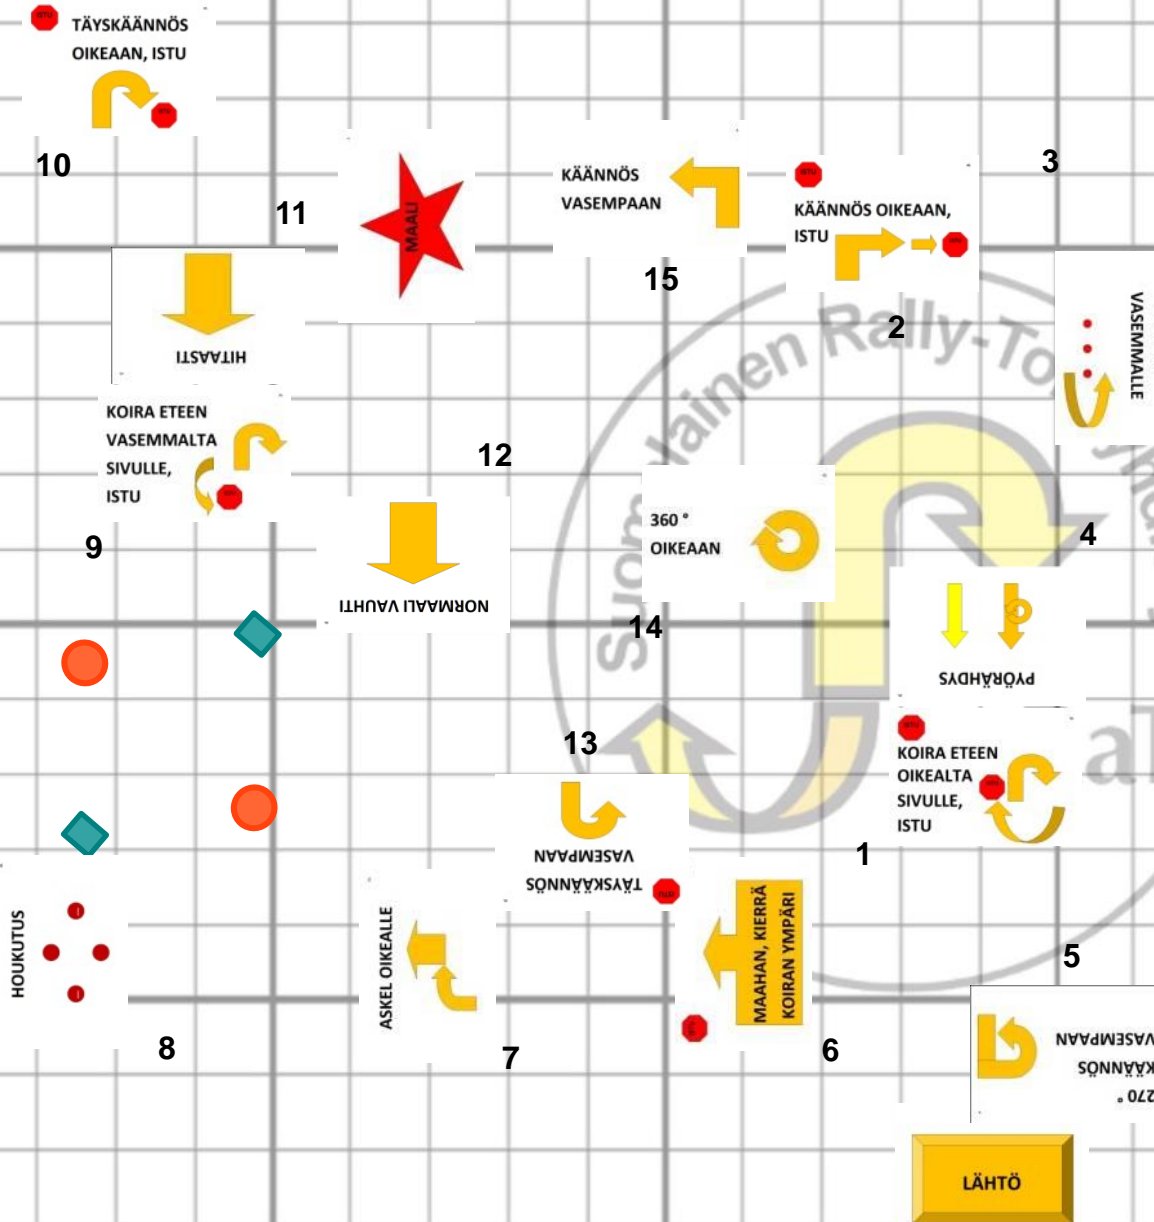 TÄYSKÄÄNNÖS
OIKEAAN, ISTU
10
11
MAALI
KÄÄNNÖS
VASEMPAAN
15
KÄÄNNÖS OIKEAAN,
ISTU
2
3
VASEMMALLE
HITAASTI
KOIRA ETEEN
VASEMMALTA
SIVULLE,
ISTU
9
12
NORMAALI VAUHTI
360 °
OIKEAAN
14
4
PYÖRÄHDYS
13
TÄYSKÄÄNNÖS
VASEMPAAN
KOIRA ETEEN
OIKEALTA
SIVULLE,
ISTU
1
HOUKUTUS
8
ASKEL OIKEALLE
7
MAAHAN, KIERRÄ
KOIRAN YMPÄRI
6
5
270 °
KÄÄNNÖS
VASEMPAAN
LÄHTÖ